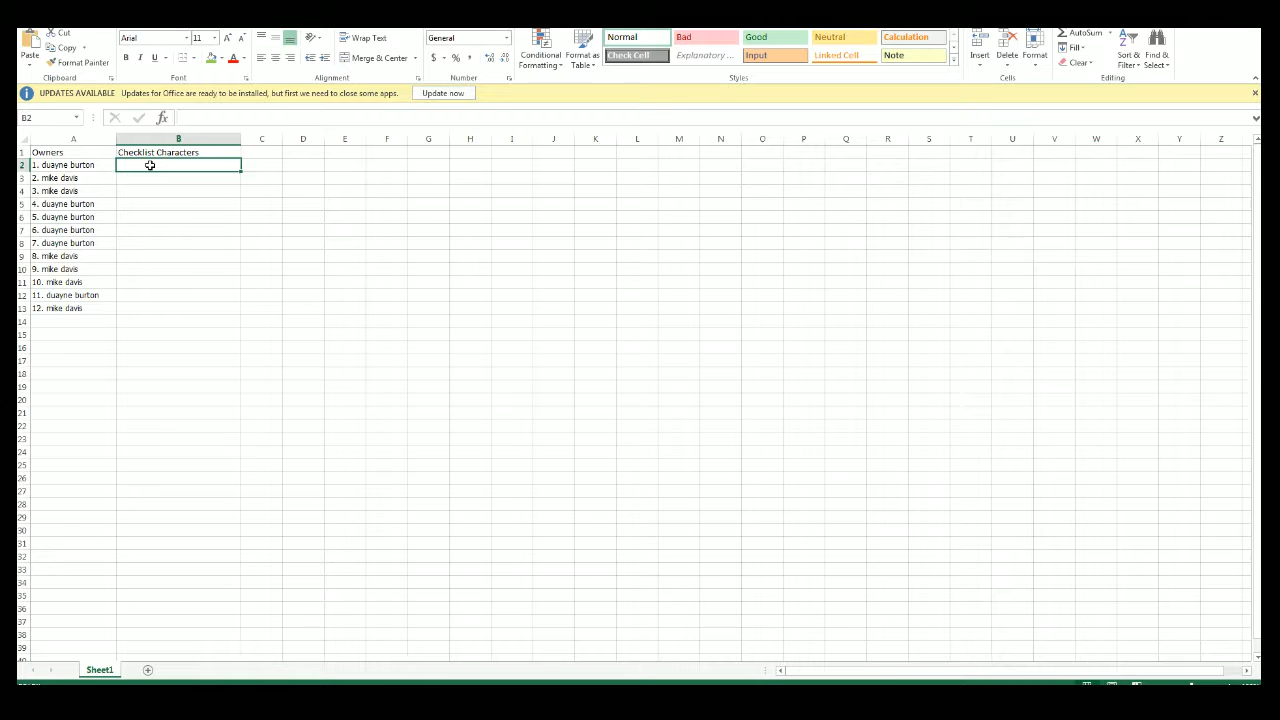 Cut
Copy
Paste
Format Painter
Clipboard
Arial 11
B I U
Font
Wrap Text
Merge & Center
Alignment
General
$ % ,
Number
Conditional Formatting
Format as Table
Normal Bad Good Neutral Calculation
Check Cell Explanatory ... Input Linked Cell Note
Styles
Insert Delete Format
Cells
AutoSum
Fill
Clear
Sort & Filter
Find & Select
Editing
UPDATES AVAILABLE Updates for Office are ready to be installed, but first we need to close some apps. Update now
B2 fx
A B C D E F G H I J K L M N O P Q R S T U V W X Y Z
1 Owners Checklist Characters
2 1. duayne burton
3 2. mike davis
4 3. mike davis
5 4. duayne burton
6 5. duayne burton
7 6. duayne burton
8 7. duayne burton
9 8. mike davis
10 9. mike davis
11 10. mike davis
12 11. duayne burton
13 12. mike davis
14
15
16
17
18
19
20
21
22
23
24
25
26
27
28
29
30
31
32
33
34
35
36
37
38
39
Sheet1